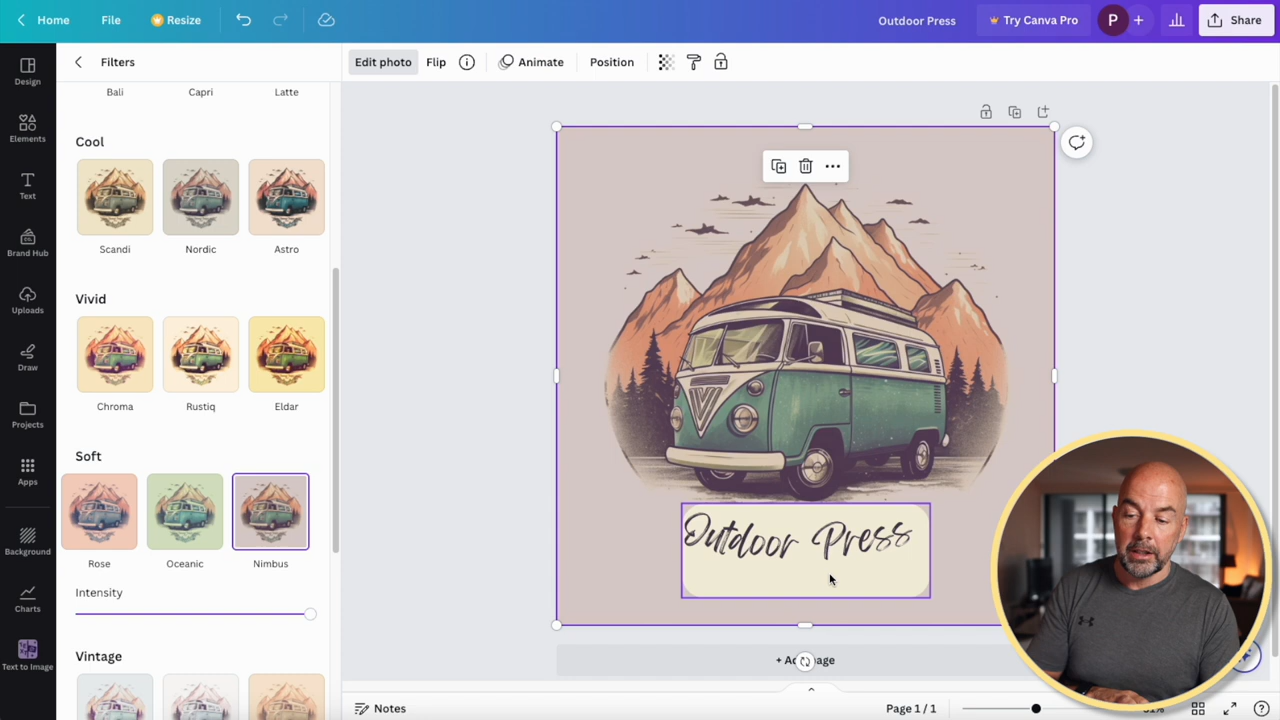 Home File Resize Outdoor Press Try Canva Pro P Share
Filters Edit photo Flip Animate Position
Bali Capri Latte
Cool
Scandi Nordic Astro
Vivid
Chroma Rustiq Eldar
Soft
Rose Oceanic Nimbus
Intensity
Vintage
Design
Elements
Text
Brand Hub
Uploads
Draw
Projects
Apps
Background
Charts
Text to Image
Outdoor Press
Notes Page 1 / 1